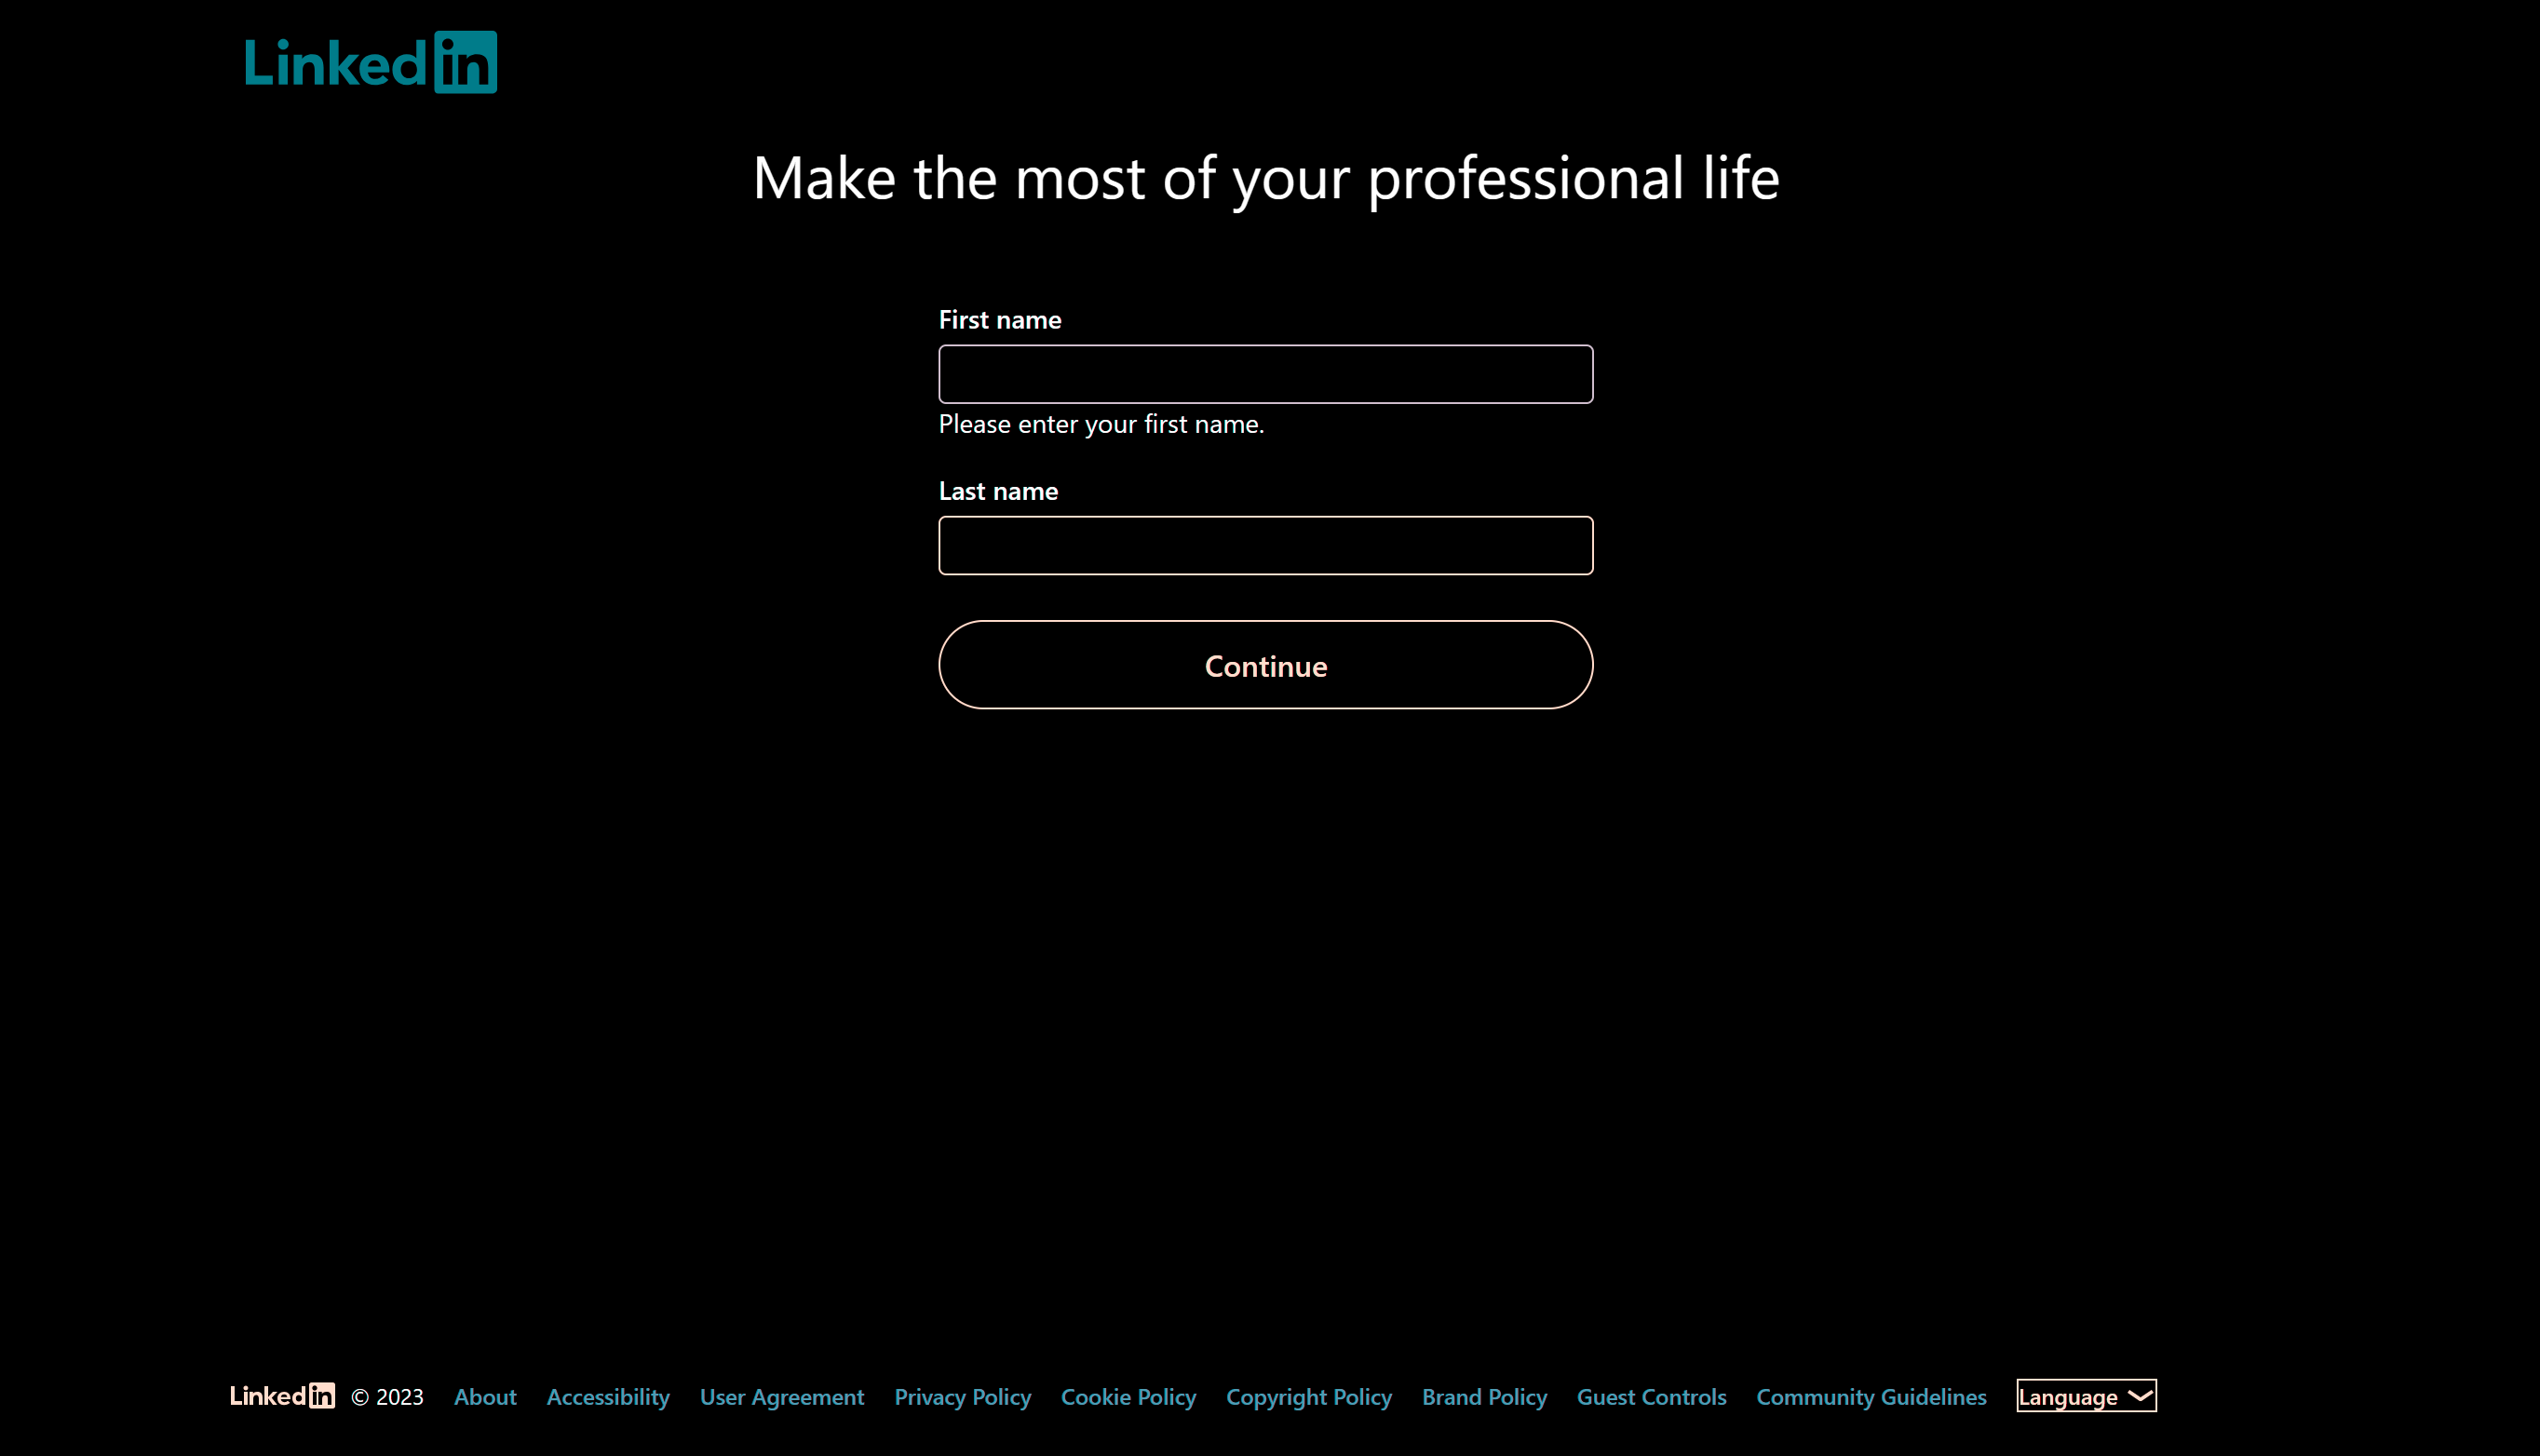 LinkedIn
Make the most of your professional life
First name
Please enter your first name.
Last name
Continue
LinkedIn © 2023 About Accessibility User Agreement Privacy Policy Cookie Policy Copyright Policy Brand Policy Guest Controls Community Guidelines Language